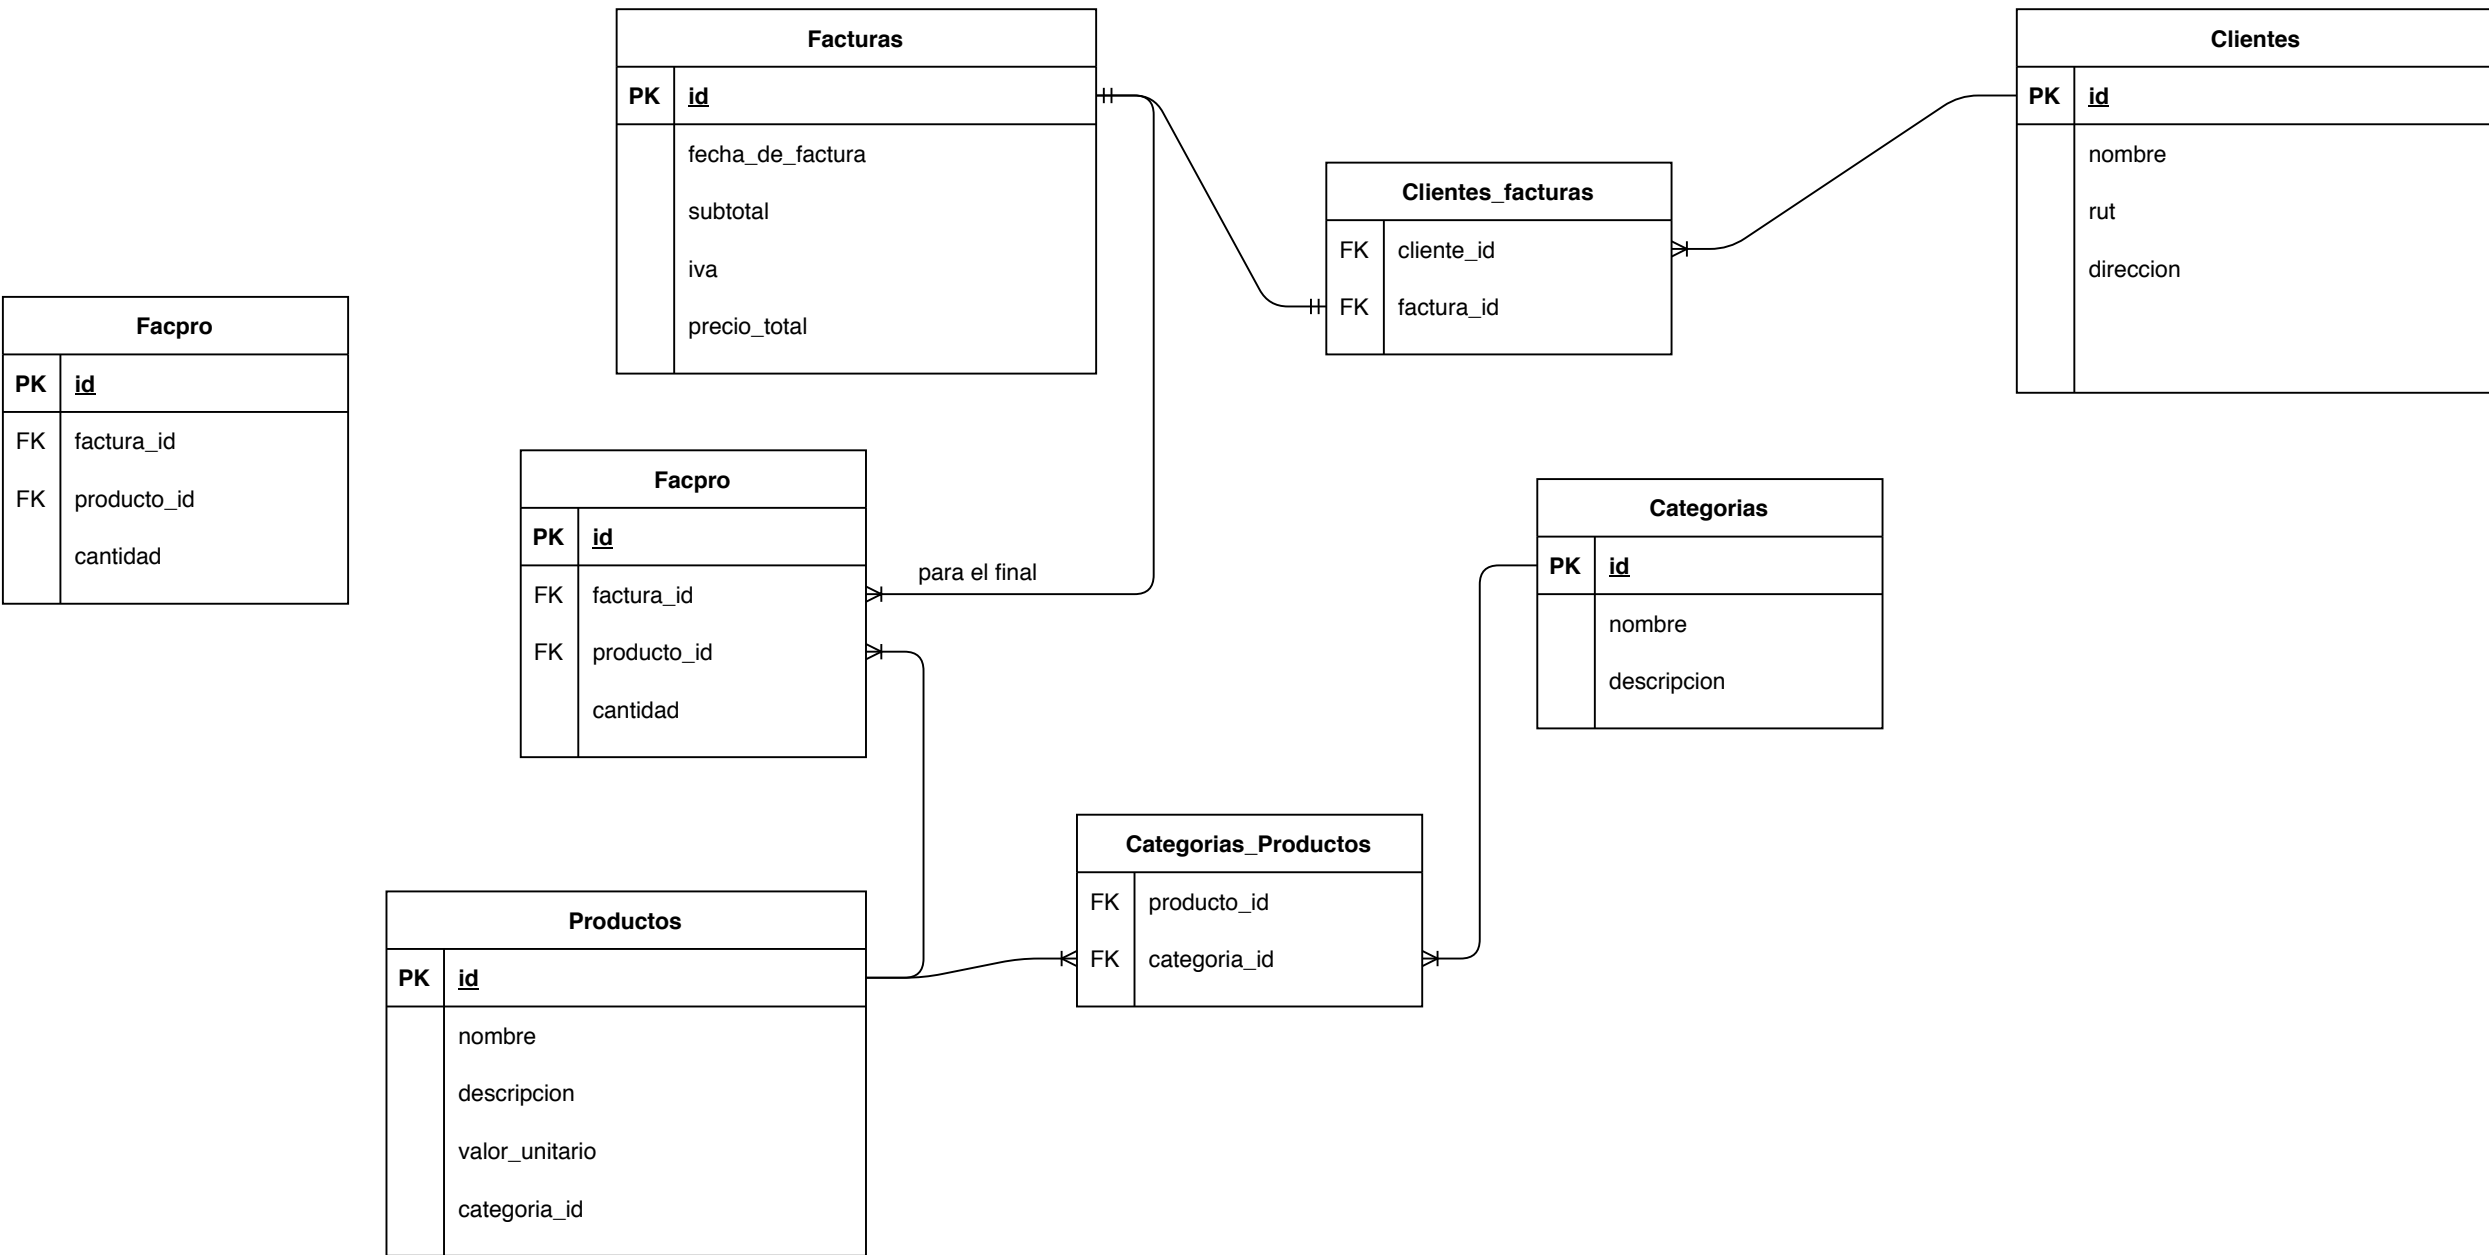 Facturas
PK id
fecha_de_factura
subtotal
iva
precio_total
Clientes
PK id
nombre
rut
direccion
Clientes_facturas
FK cliente_id
FK factura_id
Facpro
PK id
FK factura_id
FK producto_id
cantidad
Facpro
PK id
FK factura_id
FK producto_id
cantidad
para el final
Categorias
PK id
nombre
descripcion
Categorias_Productos
FK producto_id
FK categoria_id
Productos
PK id
nombre
descripcion
valor_unitario
categoria_id